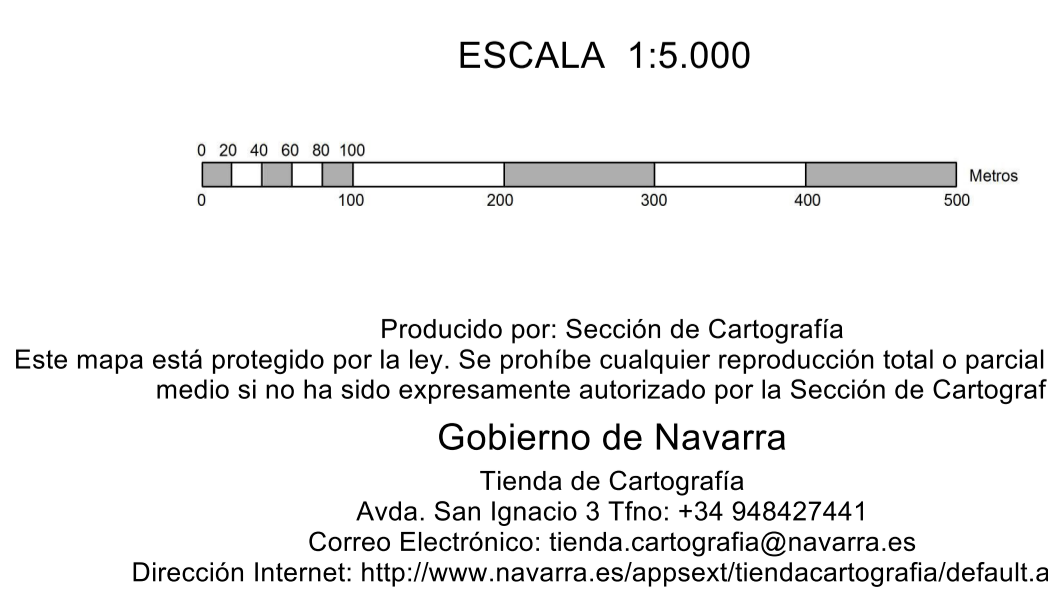 ESCALA 1:5.000
0 20 40 60 80 100
Metros
0 100 200 300 400 500
Producido por: Sección de Cartografía
Este mapa está protegido por la ley. Se prohíbe cualquier reproducción total o parcial
medio si no ha sido expresamente autorizado por la Sección de Cartograf
Gobierno de Navarra
Tienda de Cartografía
Avda. San Ignacio 3 Tfno: +34 948427441
Correo Electrónico: tienda.cartografia@navarra.es
Dirección Internet: http://www.navarra.es/appsext/tiendacartografia/default.a